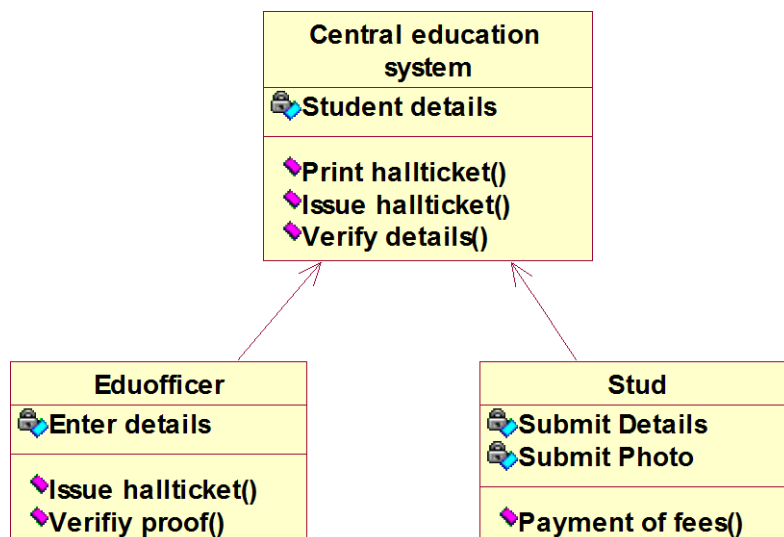 Central education
system
Student details
Print hallticket()
Issue hallticket()
Verify details()
Eduofficer
Enter details
Issue hallticket()
Verifiy proof()
Stud
Submit Details
Submit Photo
Payment of fees()